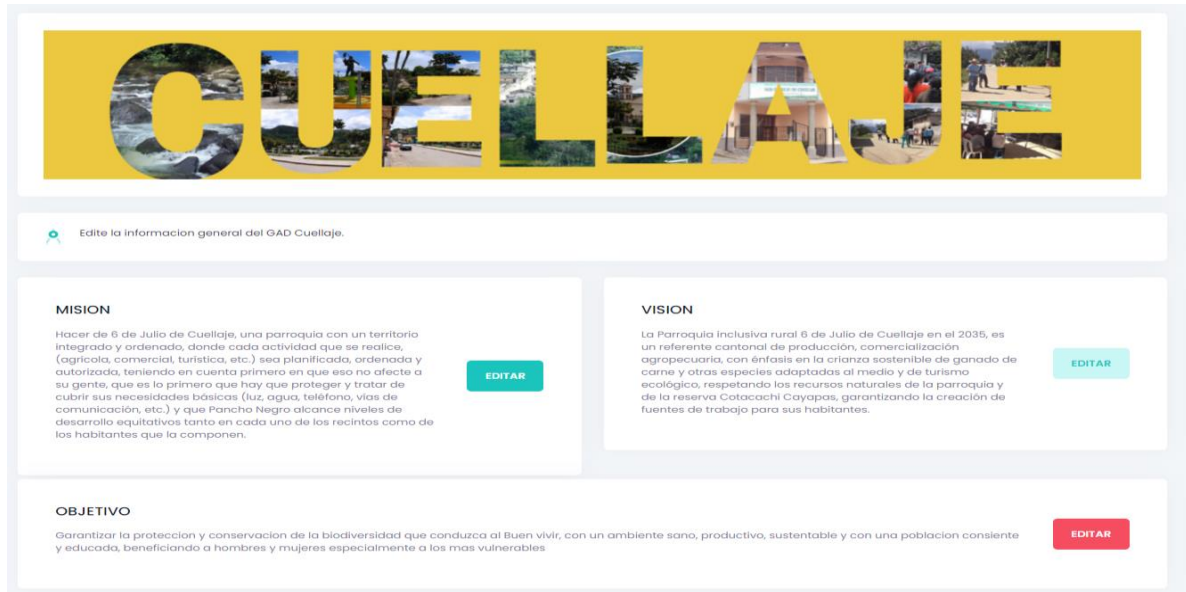 CUELLAJE
Edite la informacion general del GAD Cuellaje.
MISION
Hacer de 6 de Julio de Cuellaje, una parroquia con un territorio
integrado y ordenado, donde cada actividad que se realice,
(agrícola, comercial, turística, etc.) sea planificada, ordenada y
autorizada, teniendo en cuenta primero en que eso no afecte a
su gente, que es lo primero que hay que proteger y tratar de
cubrir sus necesidades básicas (luz, agua, teléfono, vías de
comunicación, etc.) y que Pancho Negro alcance niveles de
desarrollo equitativos tanto en cada uno de los recintos como de
los habitantes que la componen.
EDITAR
VISION
La Parroquia inclusiva rural 6 de Julio de Cuellaje en el 2035, es
un referente cantonal de producción, comercialización
agropecuaria, con énfasis en la crianza sostenible de ganado de
carne y otras especies adaptadas al medio y de turismo
ecológico, respetando los recursos naturales de la parroquia y
de la reserva Cotacachi Cayapas, garantizando la creación de
fuentes de trabajo para sus habitantes.
EDITAR
OBJETIVO
Garantizar la proteccion y conservacion de la biodiversidad que conduzca al Buen vivir, con un ambiente sano, productivo, sustentable y con una poblacion consiente
y educada, beneficiando a hombres y mujeres especialmente a los mas vulnerables
EDITAR